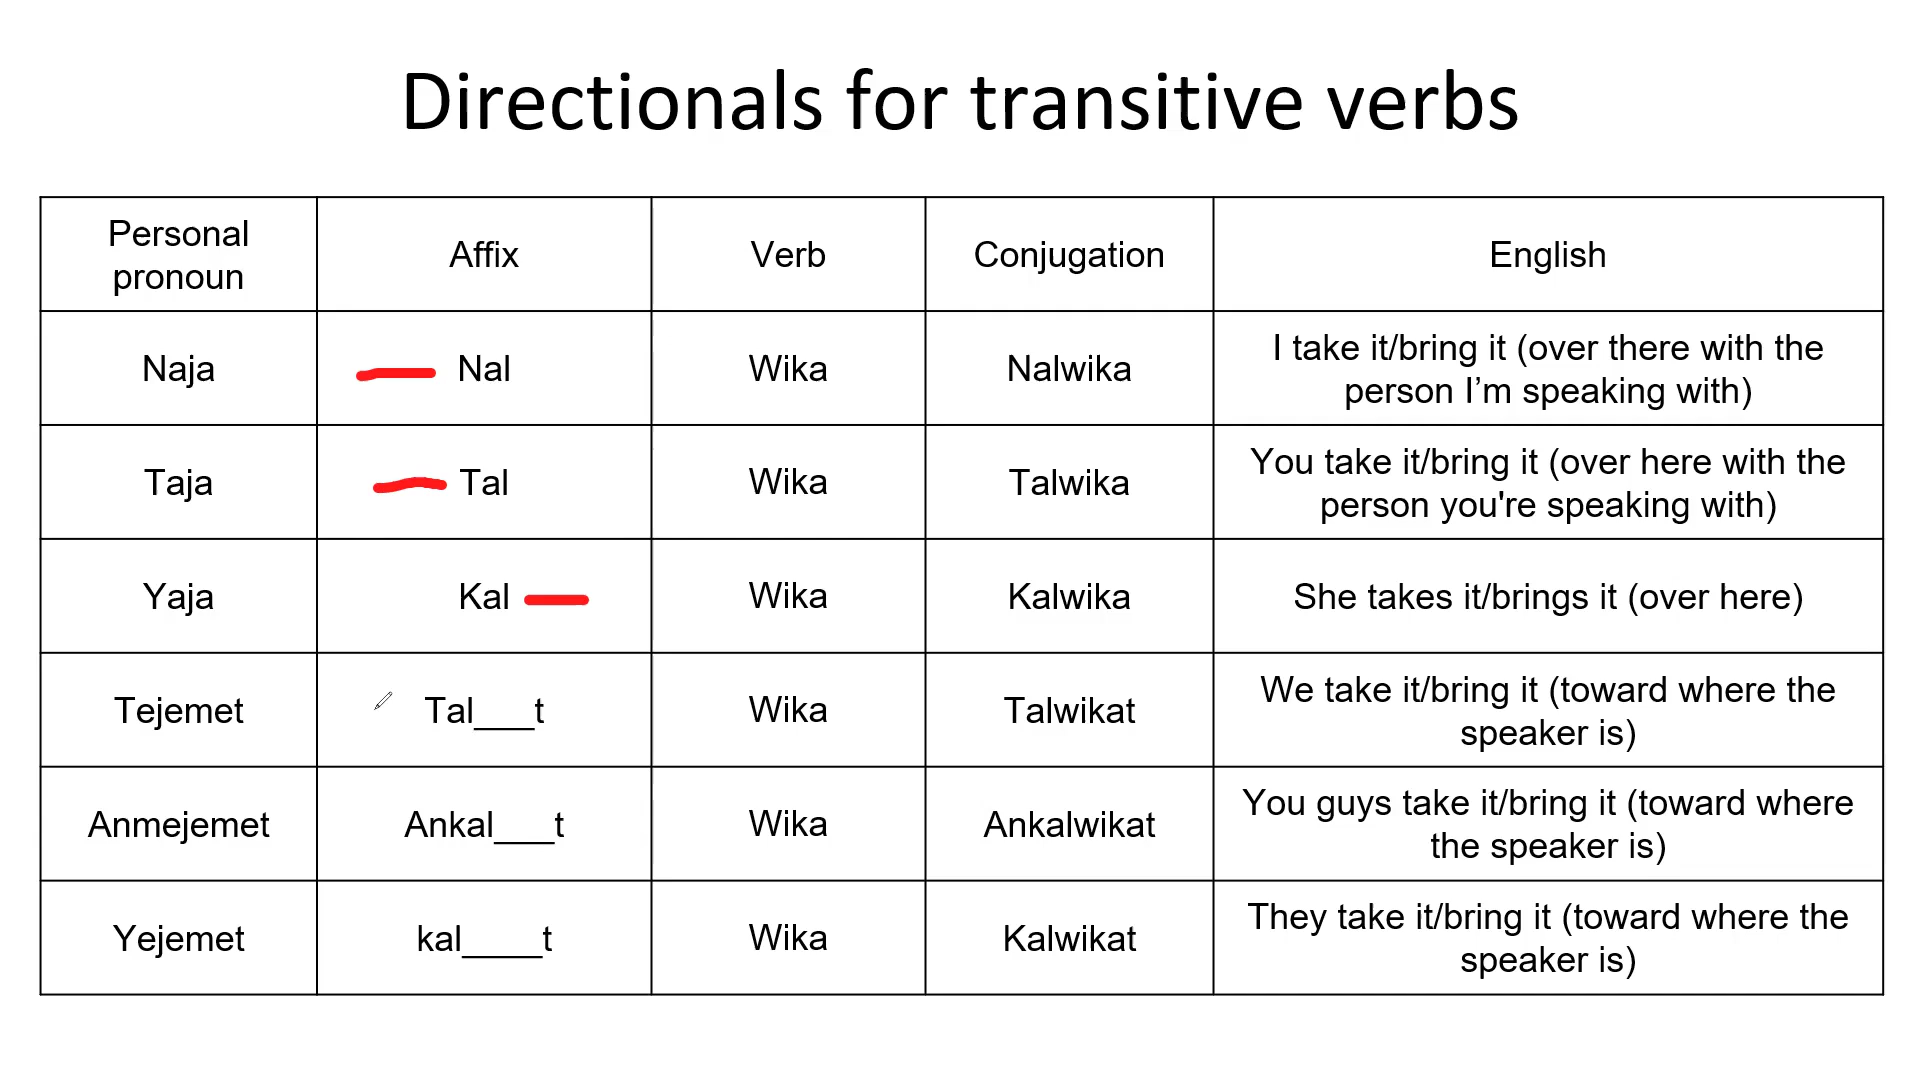 Directionals for transitive verbs
Personal
pronoun
Affix
Verb
Conjugation
English
Naja
Nal
Wika
Nalwika
I take it/bring it (over there with the
person I’m speaking with)
Taja
Tal
Wika
Talwika
You take it/bring it (over here with the
person you're speaking with)
Yaja
Kal
Wika
Kalwika
She takes it/brings it (over here)
Tejemet
Tal___t
Wika
Talwikat
We take it/bring it (toward where the
speaker is)
Anmejemet
Ankal___t
Wika
Ankalwikat
You guys take it/bring it (toward where
the speaker is)
Yejemet
kal____t
Wika
Kalwikat
They take it/bring it (toward where the
speaker is)